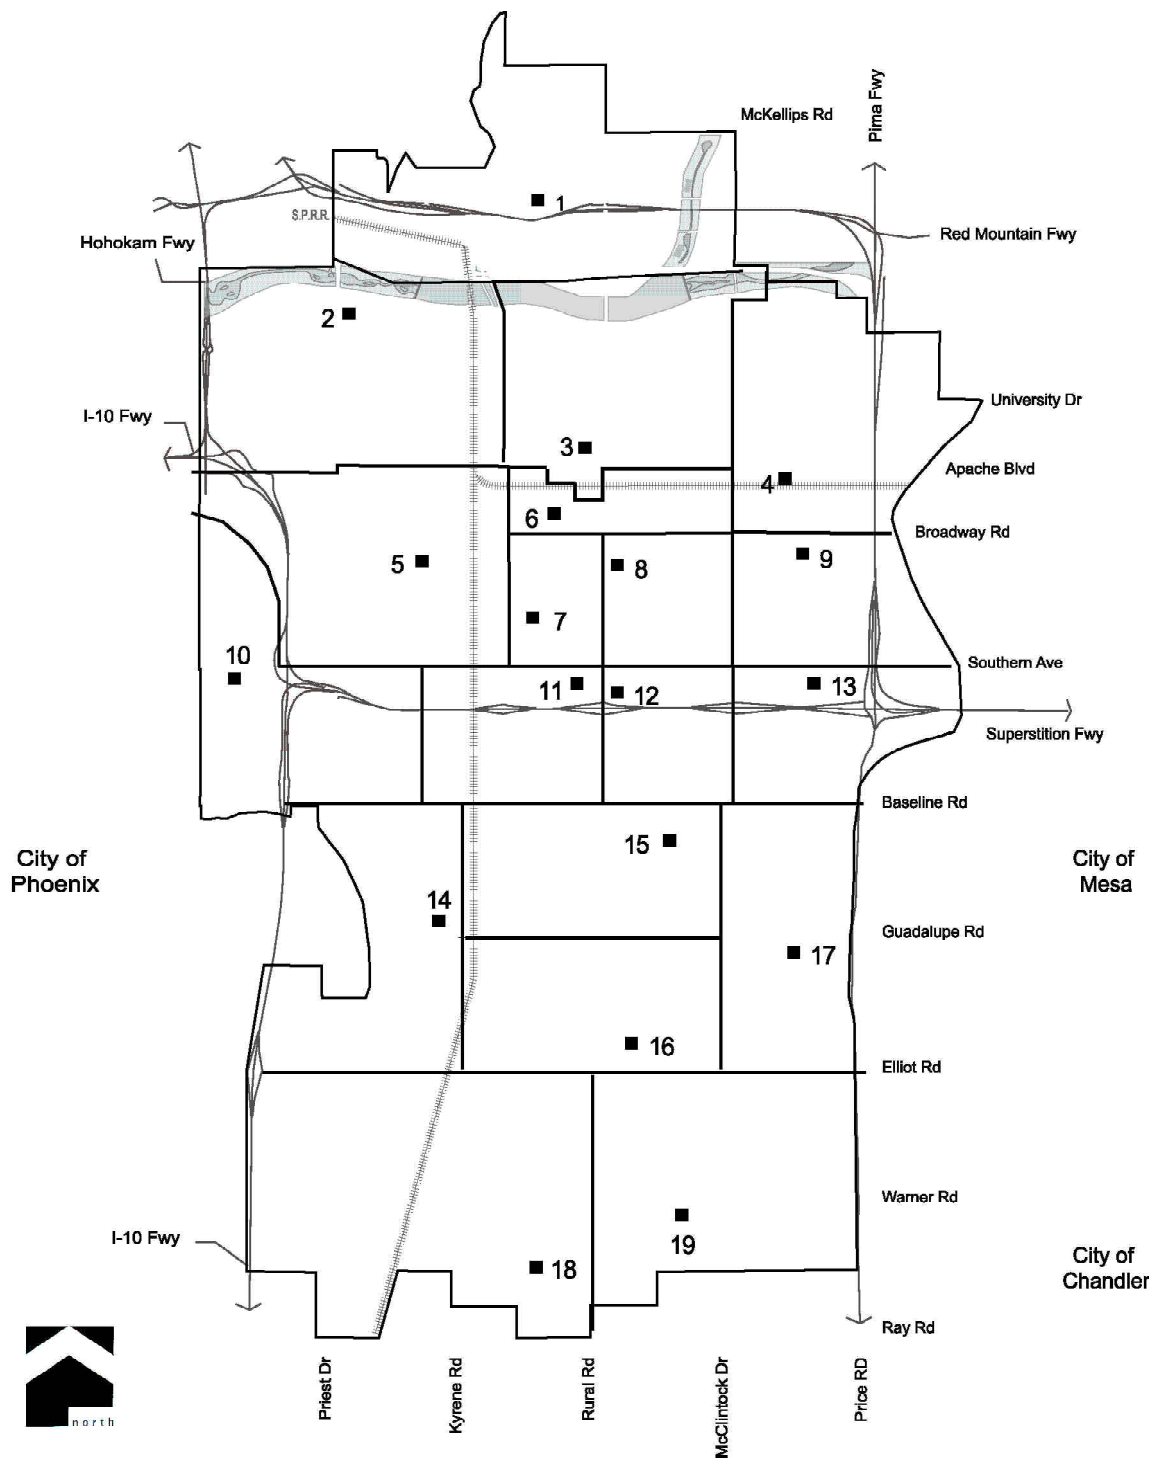 McKellips Rd
Pima Fwy
1
S.P.R.R.
Hohokam Fwy
Red Mountain Fwy
2
University Dr
I-10 Fwy
3
Apache Blvd
4
6
Broadway Rd
5
8
9
7
10
Southern Ave
11
12
13
Superstition Fwy
Baseline Rd
15
City of
Phoenix
City of
Mesa
14
Guadalupe Rd
17
16
Elliot Rd
Warner Rd
I-10 Fwy
19
18
City of
Chandler
Ray Rd
north
Priest Dr
Kyrene Rd
Rural Rd
McClintock Dr
Price RD